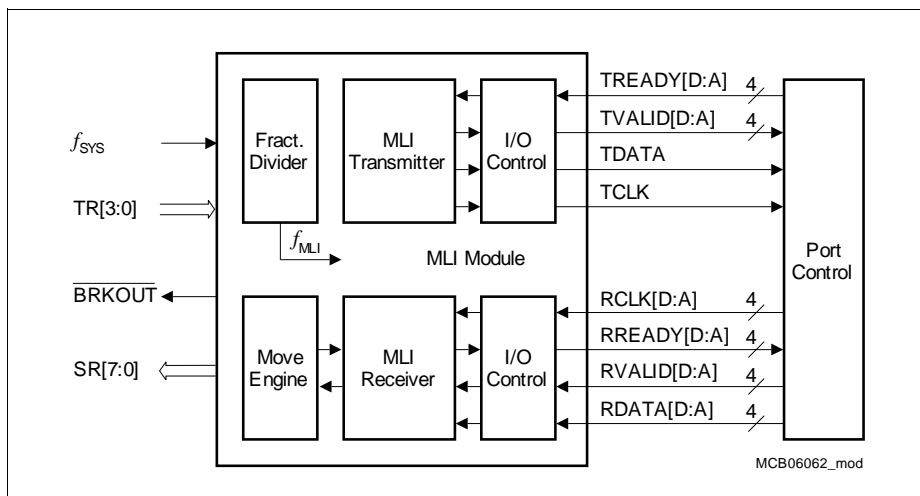 TREADY[D:A] 4
TVALID[D:A] 4
TDATA
TCLK
Fract.
Divider
MLI
Transmitter
I/O
Control
fSYS
TR[3:0]
fMLI
MLI Module
Port
Control
BRKOUT
SR[7:0]
Move
Engine
MLI
Receiver
I/O
Control
RCLK[D:A] 4
RREADY[D:A] 4
RVALID[D:A] 4
RDATA[D:A] 4
MCB06062_mod